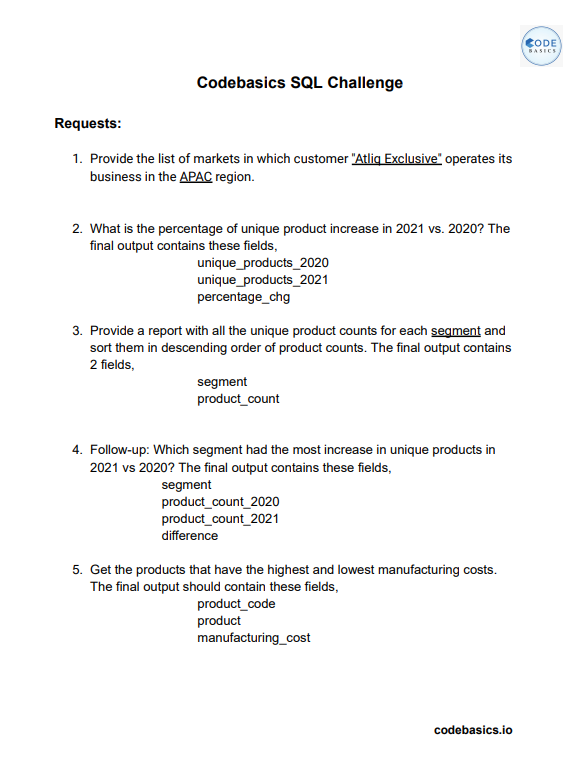 CODE
BASICS
Codebasics SQL Challenge
Requests:
1. Provide the list of markets in which customer "Atliq Exclusive" operates its
business in the APAC region.
2. What is the percentage of unique product increase in 2021 vs. 2020? The
final output contains these fields,
unique_products_2020
unique_products_2021
percentage_chg
3. Provide a report with all the unique product counts for each segment and
sort them in descending order of product counts. The final output contains
2 fields,
segment
product_count
4. Follow-up: Which segment had the most increase in unique products in
2021 vs 2020? The final output contains these fields,
segment
product_count_2020
product_count_2021
difference
5. Get the products that have the highest and lowest manufacturing costs.
The final output should contain these fields,
product_code
product
manufacturing_cost
codebasics.io